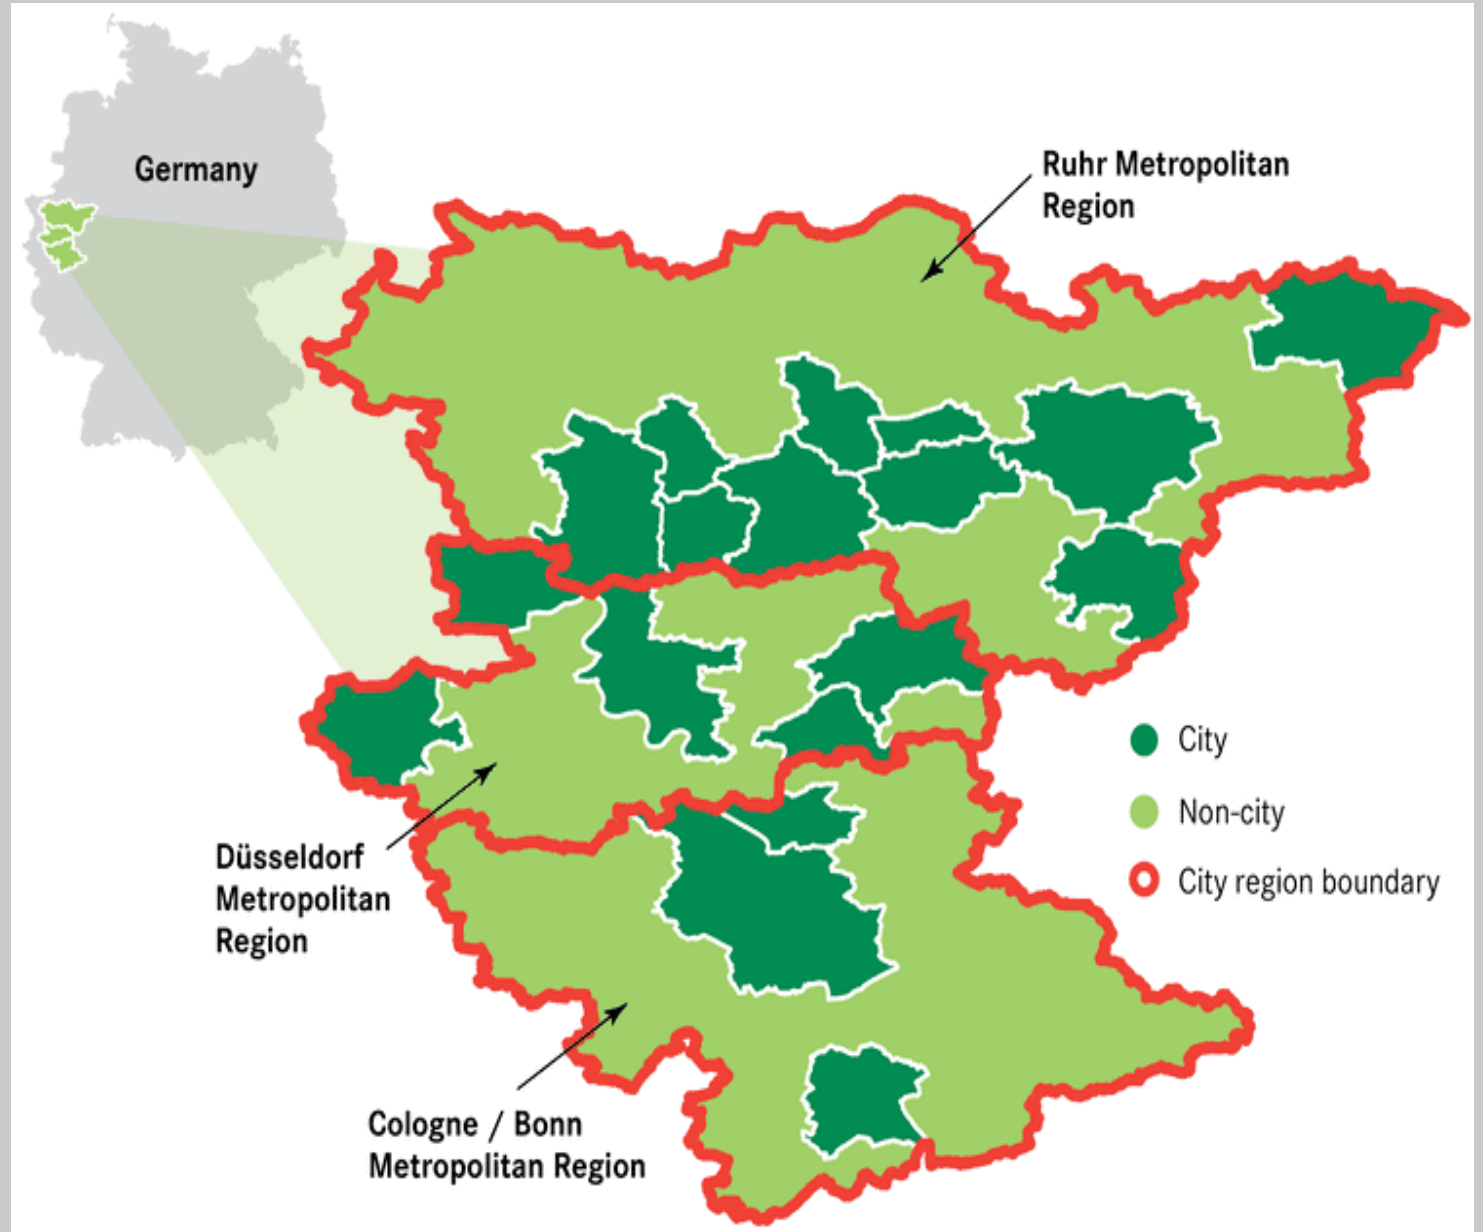 Germany
Ruhr Metropolitan
Region
City
Non-city
City region boundary
Düsseldorf
Metropolitan
Region
Cologne / Bonn
Metropolitan Region